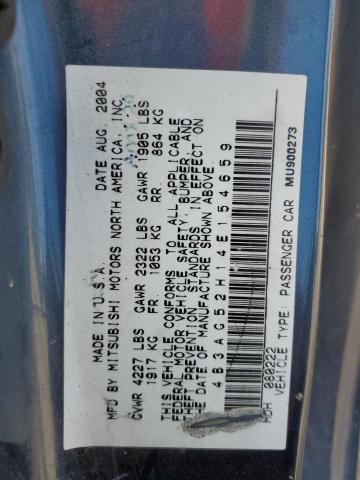 MADE IN U.S.A. DATE AUG. 2004
MFD BY MITSUBISHI MOTORS NORTH AMERICA, INC.
GVWR 4227 LBS GAWR 2322 LBS GAWR 1905 LBS
1917 KG FR. 1053 KG RR. 864 KG
THIS VEHICLE CONFORMS TO ALL APPLICABLE
FEDERAL MOTOR VEHICLE SAFETY, BUMPER AND
THEFT PREVENTION STANDARDS IN EFFECT ON
THE DATE OF MANUFACTURE SHOWN ABOVE.
4B3AG52H14E154659
MDH 080222
VEHICLE TYPE: PASSENGER CAR MU900273